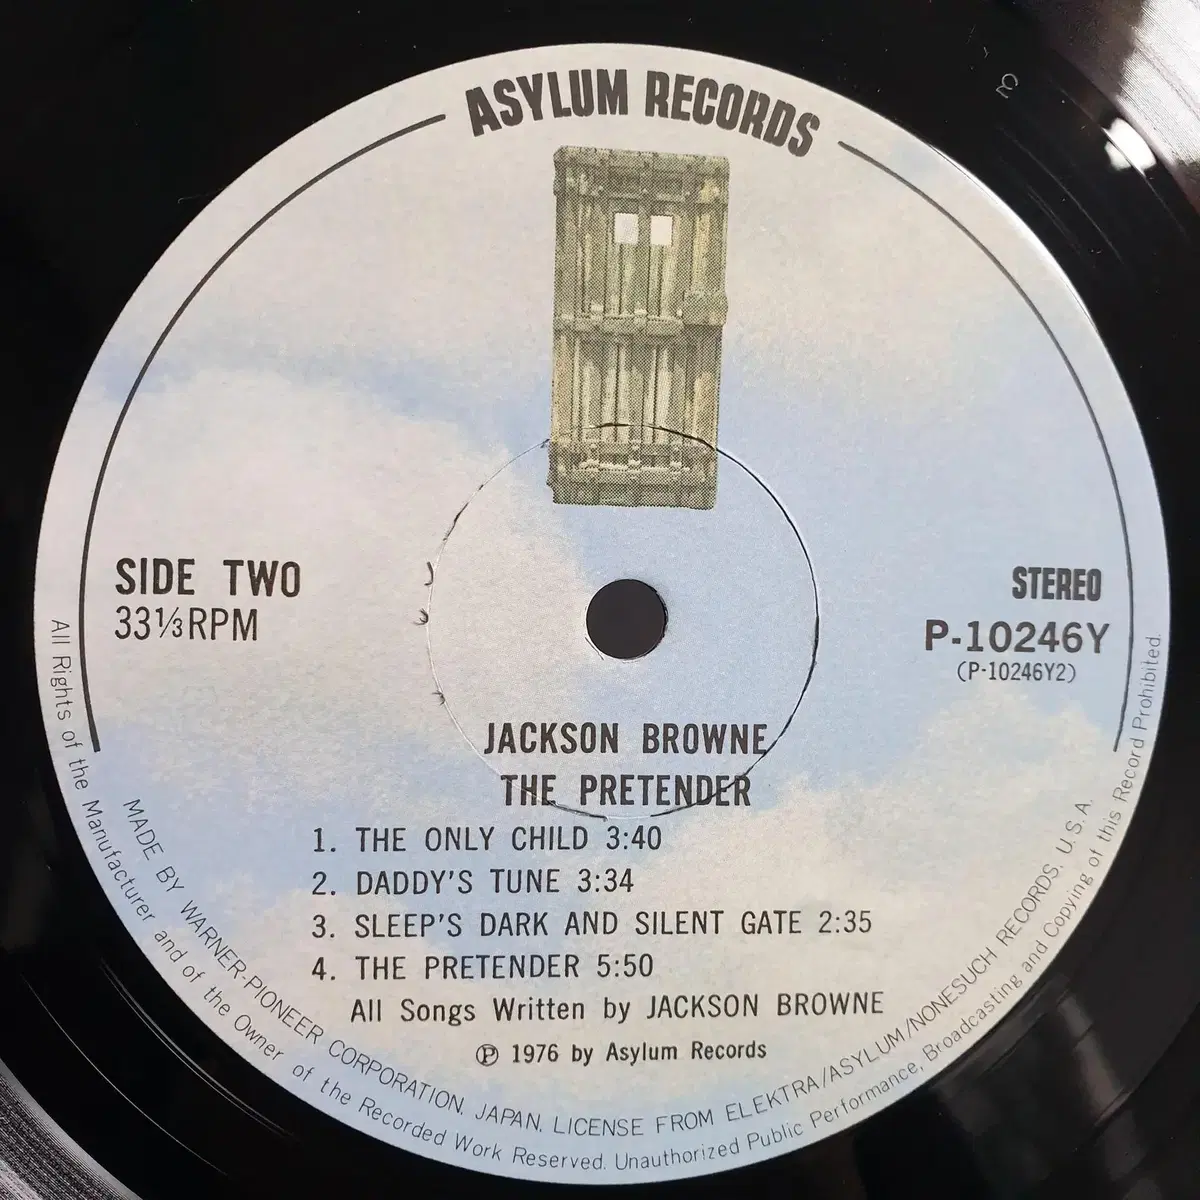 ASYLUM RECORDS
SIDE TWO
33⅓RPM
STEREO
P-10246Y
(P-10246Y2)
JACKSON BROWNE
THE PRETENDER
1. THE ONLY CHILD 3:40
2. DADDY'S TUNE 3:34
3. SLEEP'S DARK AND SILENT GATE 2:35
4. THE PRETENDER 5:50
All Songs Written by JACKSON BROWNE
Ⓟ 1976 by Asylum Records
MADE BY WARNER-PIONEER CORPORATION, JAPAN, LICENSE FROM ELEKTRA/ASYLUM/NONESUCH RECORDS, U.S.A.
All Rights of the Manufacturer and of the Owner of the Recorded Work Reserved. Unauthorized Public Performance, Broadcasting and Copying of this Record Prohibited.
3